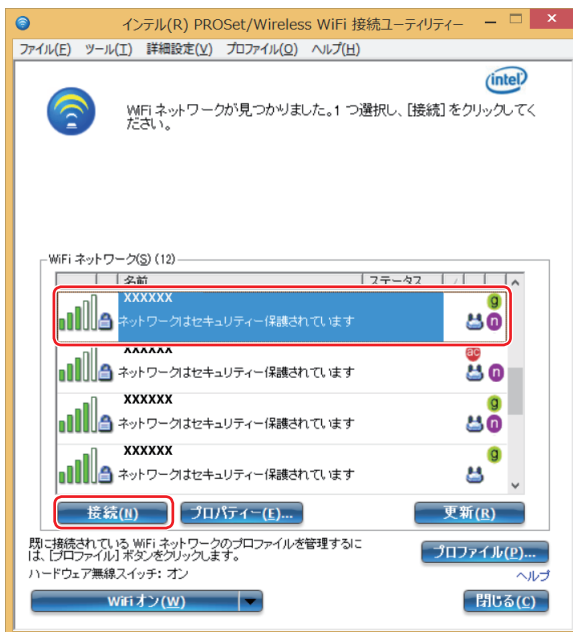 インテル(R) PROSet/Wireless WiFi 接続ユーティリティー
ファイル(F) ツール(T) 詳細設定(V) プロファイル(O) ヘルプ(H)
intel
WiFi ネットワークが見つかりました。1 つ選択し、[接続] をクリックしてく
ださい。
WiFi ネットワーク(S) (12)
名前 ステータス
XXXXXX
g
ネットワークはセキュリティー保護されています
n
XXXXXX
ac
ネットワークはセキュリティー保護されています
n
XXXXXX
g
ネットワークはセキュリティー保護されています
n
XXXXXX
g
ネットワークはセキュリティー保護されています
接続(N) プロパティー(E)... 更新(R)
既に接続されている WiFi ネットワークのプロファイルを管理するに
は、[プロファイル] ボタンをクリックします。
プロファイル(P)...
ハードウェア無線スイッチ: オン
ヘルプ
WiFi オン(W) 閉じる(C)